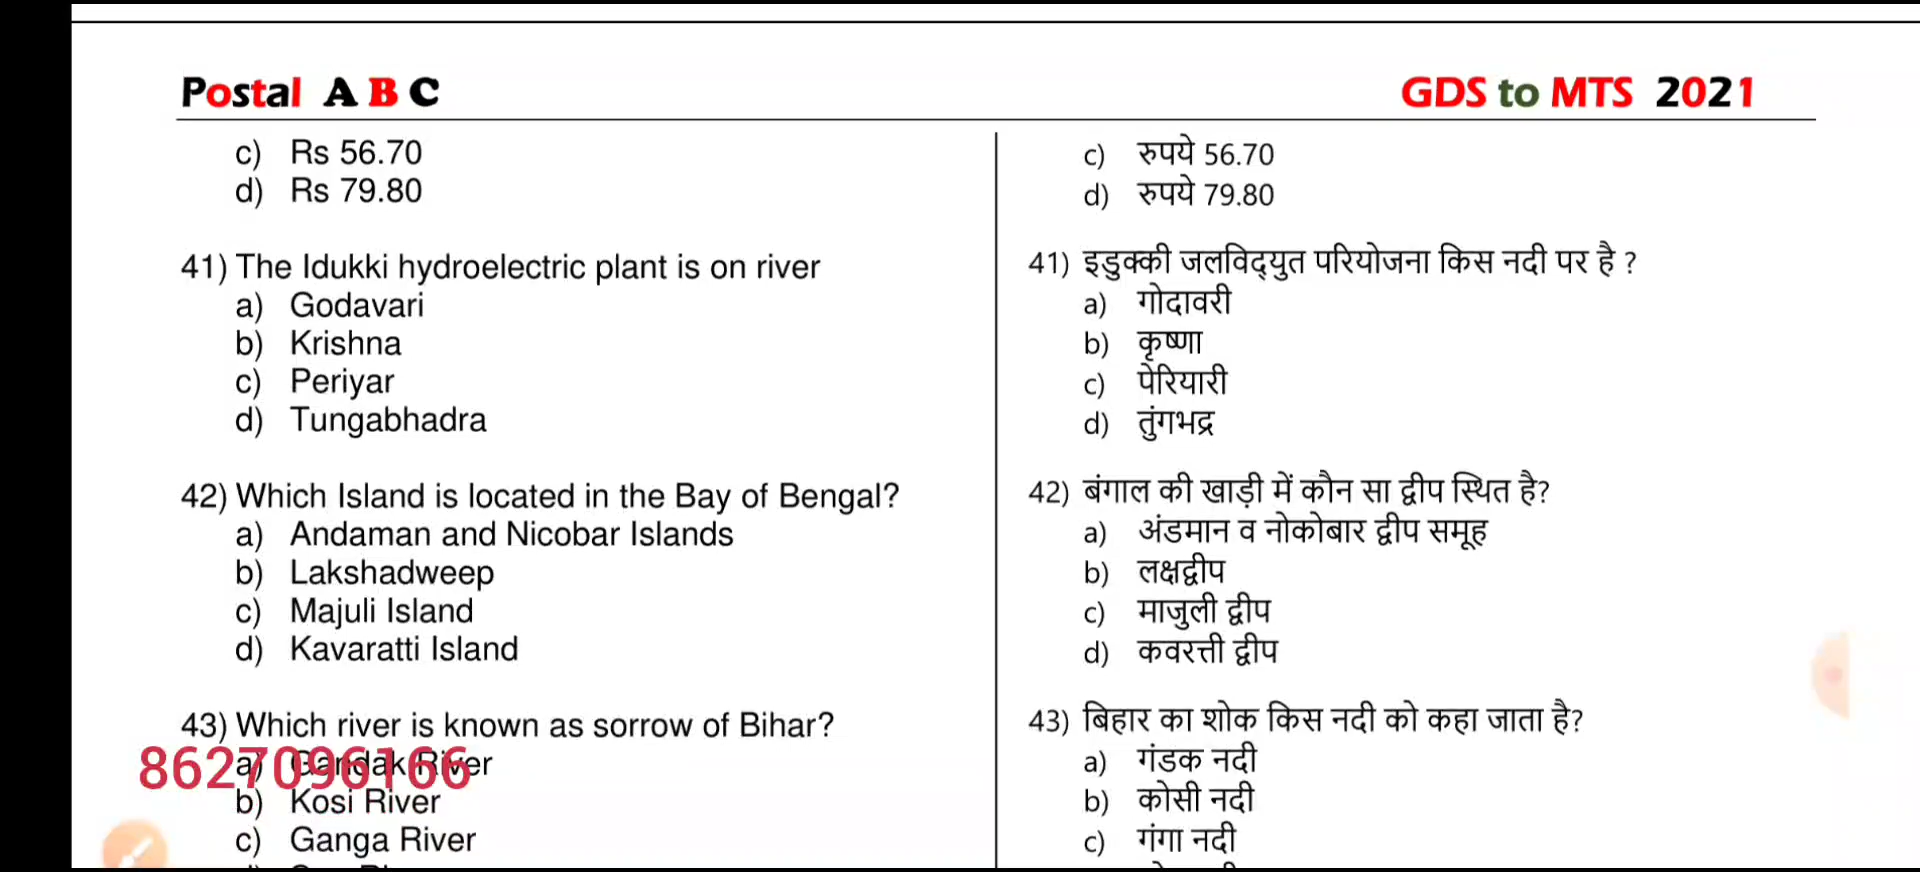 Postal A B C
GDS to MTS 2021
c) Rs 56.70
d) Rs 79.80
41) The Idukki hydroelectric plant is on river
a) Godavari
b) Krishna
c) Periyar
d) Tungabhadra
42) Which Island is located in the Bay of Bengal?
a) Andaman and Nicobar Islands
b) Lakshadweep
c) Majuli Island
d) Kavaratti Island
43) Which river is known as sorrow of Bihar?
a) Gandak River
8627096166
b) Kosi River
c) Ganga River
c) रुपये 56.70
d) रुपये 79.80
41) इडुक्की जलविद्युत परियोजना किस नदी पर है ?
a) गोदावरी
b) कृष्णा
c) पेरियारी
d) तुंगभद्र
42) बंगाल की खाड़ी में कौन सा द्वीप स्थित है?
a) अंडमान व नोकोबार द्वीप समूह
b) लक्षद्वीप
c) माजुली द्वीप
d) कवरत्ती द्वीप
43) बिहार का शोक किस नदी को कहा जाता है?
a) गंडक नदी
b) कोसी नदी
c) गंगा नदी